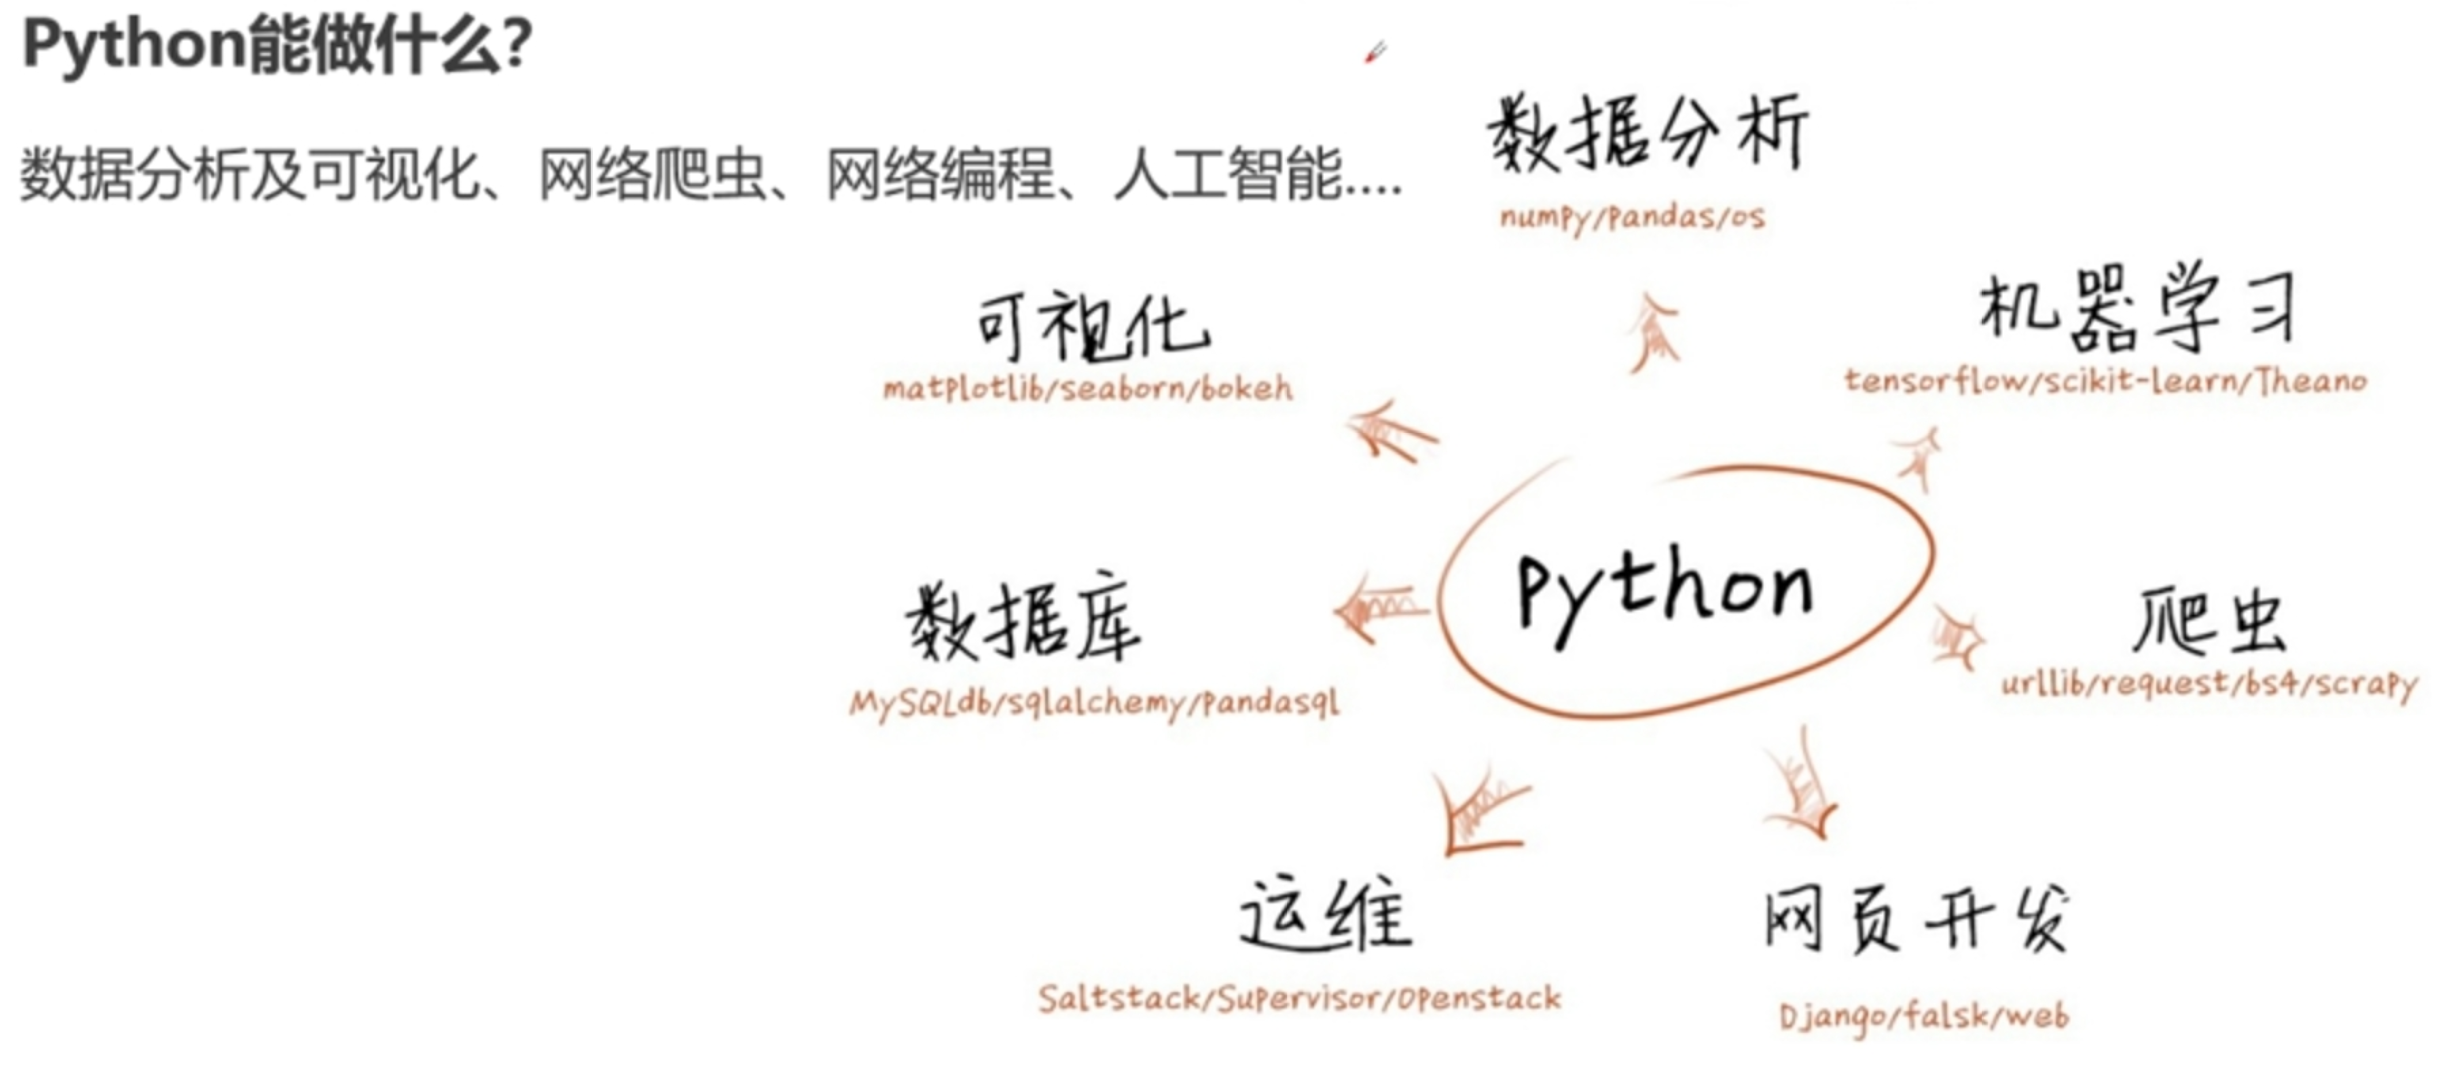 Python能做什么？
数据分析及可视化、网络爬虫、网络编程、人工智能....
数据分析
numpy/pandas/os
可视化
matplotlib/seaborn/bokeh
机器学习
tensorflow/scikit-learn/Theano
python
数据库
MySQLdb/sqlalchemy/pandasql
爬虫
urllib/request/bs4/scrapy
运维
Saltstack/Supervisor/Openstack
网页开发
Django/falsk/web